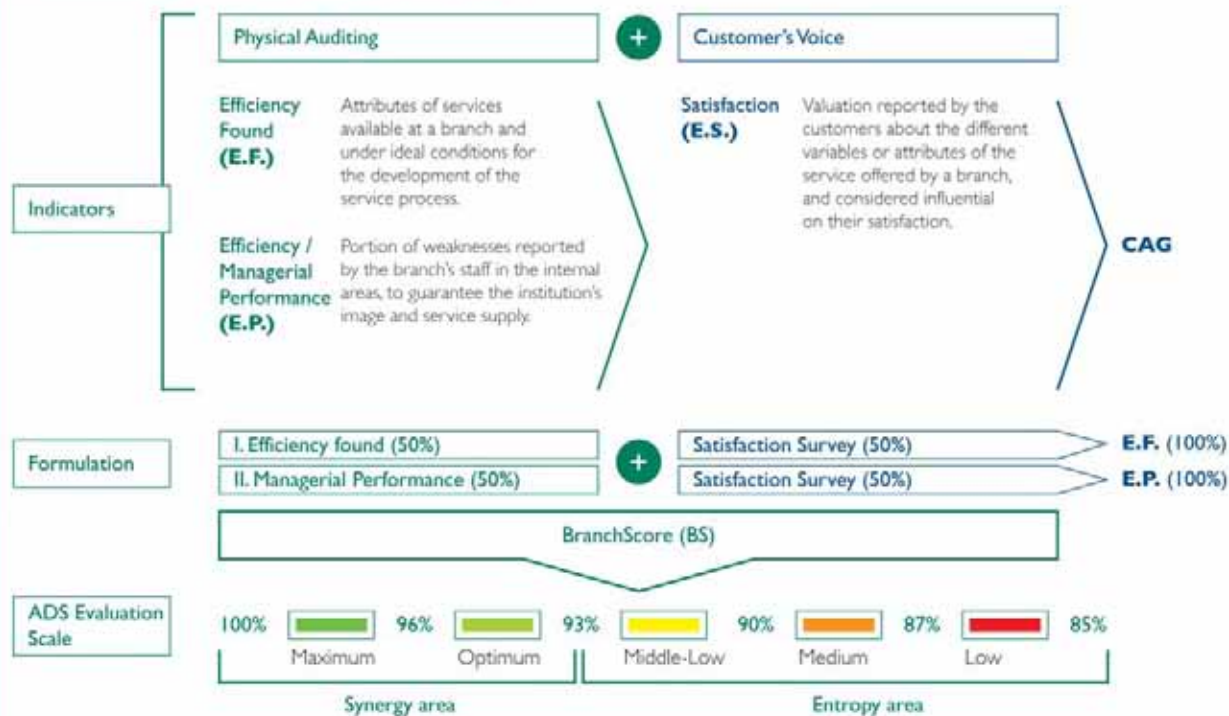 Physical Auditing
+
Customer's Voice
Indicators
Efficiency
Found
(E.F.)
Attributes of services
available at a branch and
under ideal conditions for
the development of the
service process.
Efficiency /
Managerial
Performance
(E.P.)
Portion of weaknesses reported
by the branch's staff in the internal
areas, to guarantee the institution's
image and service supply.
Satisfaction
(E.S.)
Valuation reported by the
customers about the different
variables or attributes of the
service offered by a branch,
and considered influential
on their satisfaction.
CAG
Formulation
I. Efficiency found (50%)
II. Managerial Performance (50%)
+
Satisfaction Survey (50%)
Satisfaction Survey (50%)
E.F. (100%)
E.P. (100%)
BranchScore (BS)
ADS Evaluation
Scale
100% 96% 93% 90% 87% 85%
Maximum Optimum Middle-Low Medium Low
Synergy area Entropy area